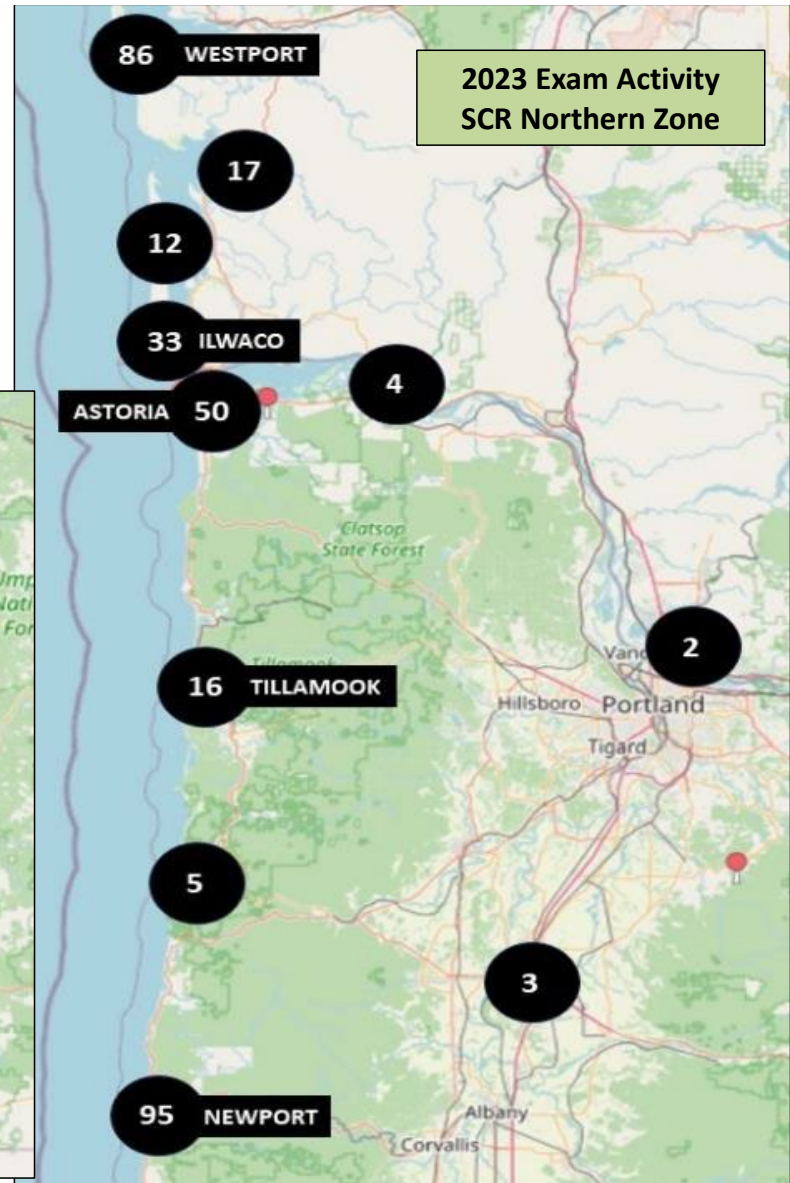 86 WESTPORT
2023 Exam Activity
SCR Northern Zone
17
12
33 ILWACO
4
ASTORIA 50
Clatsop
State Forest
2
16 TILLAMOOK
Hillsboro Portland
Tigard
5
3
95 NEWPORT
Albany
Corvallis